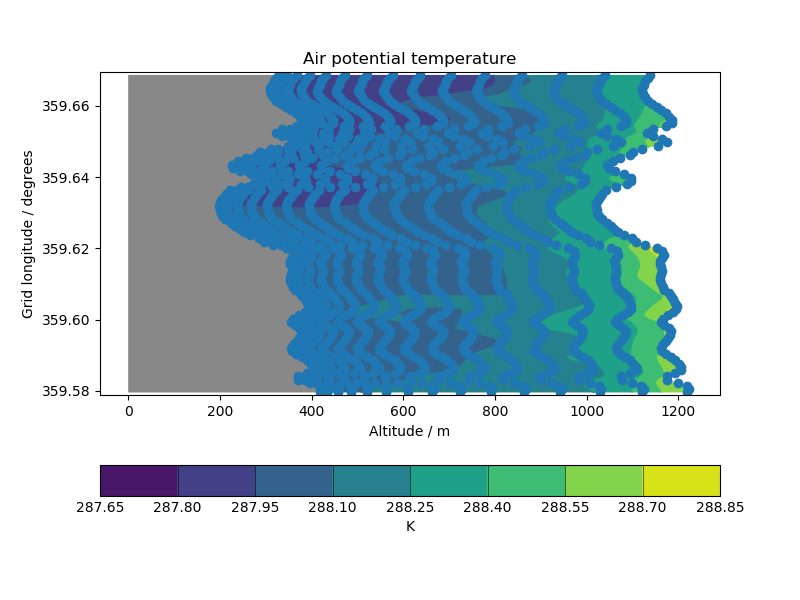 Air potential temperature
359.66
359.64
359.62
359.60
359.58
Grid longitude / degrees
0 200 400 600 800 1000 1200
Altitude / m
287.65 287.80 287.95 288.10 288.25 288.40 288.55 288.70 288.85
K